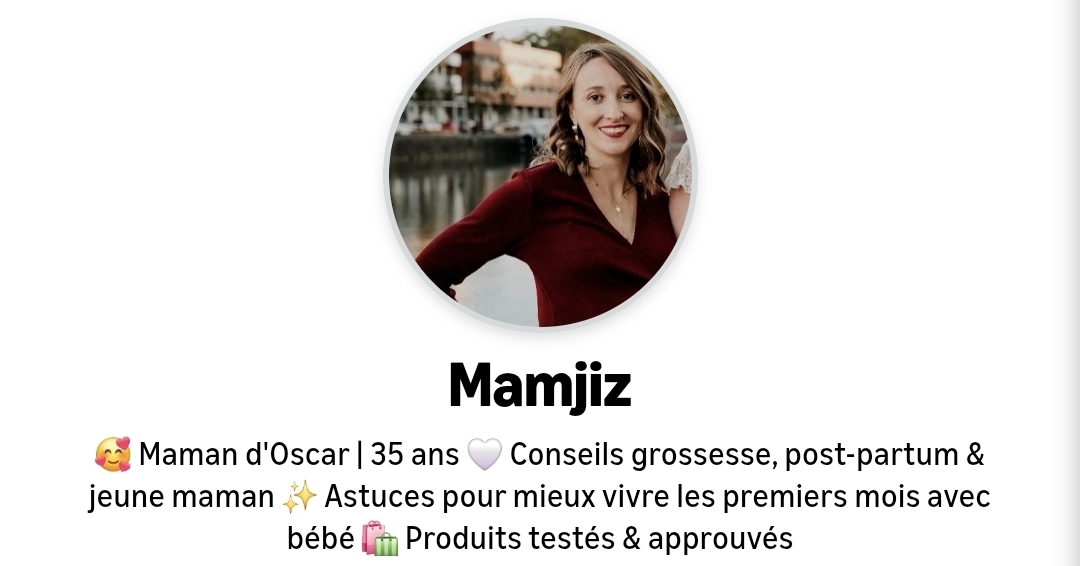 Mamjiz
🥰 Maman d'Oscar | 35 ans 🤍 Conseils grossesse, post-partum &
jeune maman ✨ Astuces pour mieux vivre les premiers mois avec
bébé 🛍️ Produits testés & approuvés